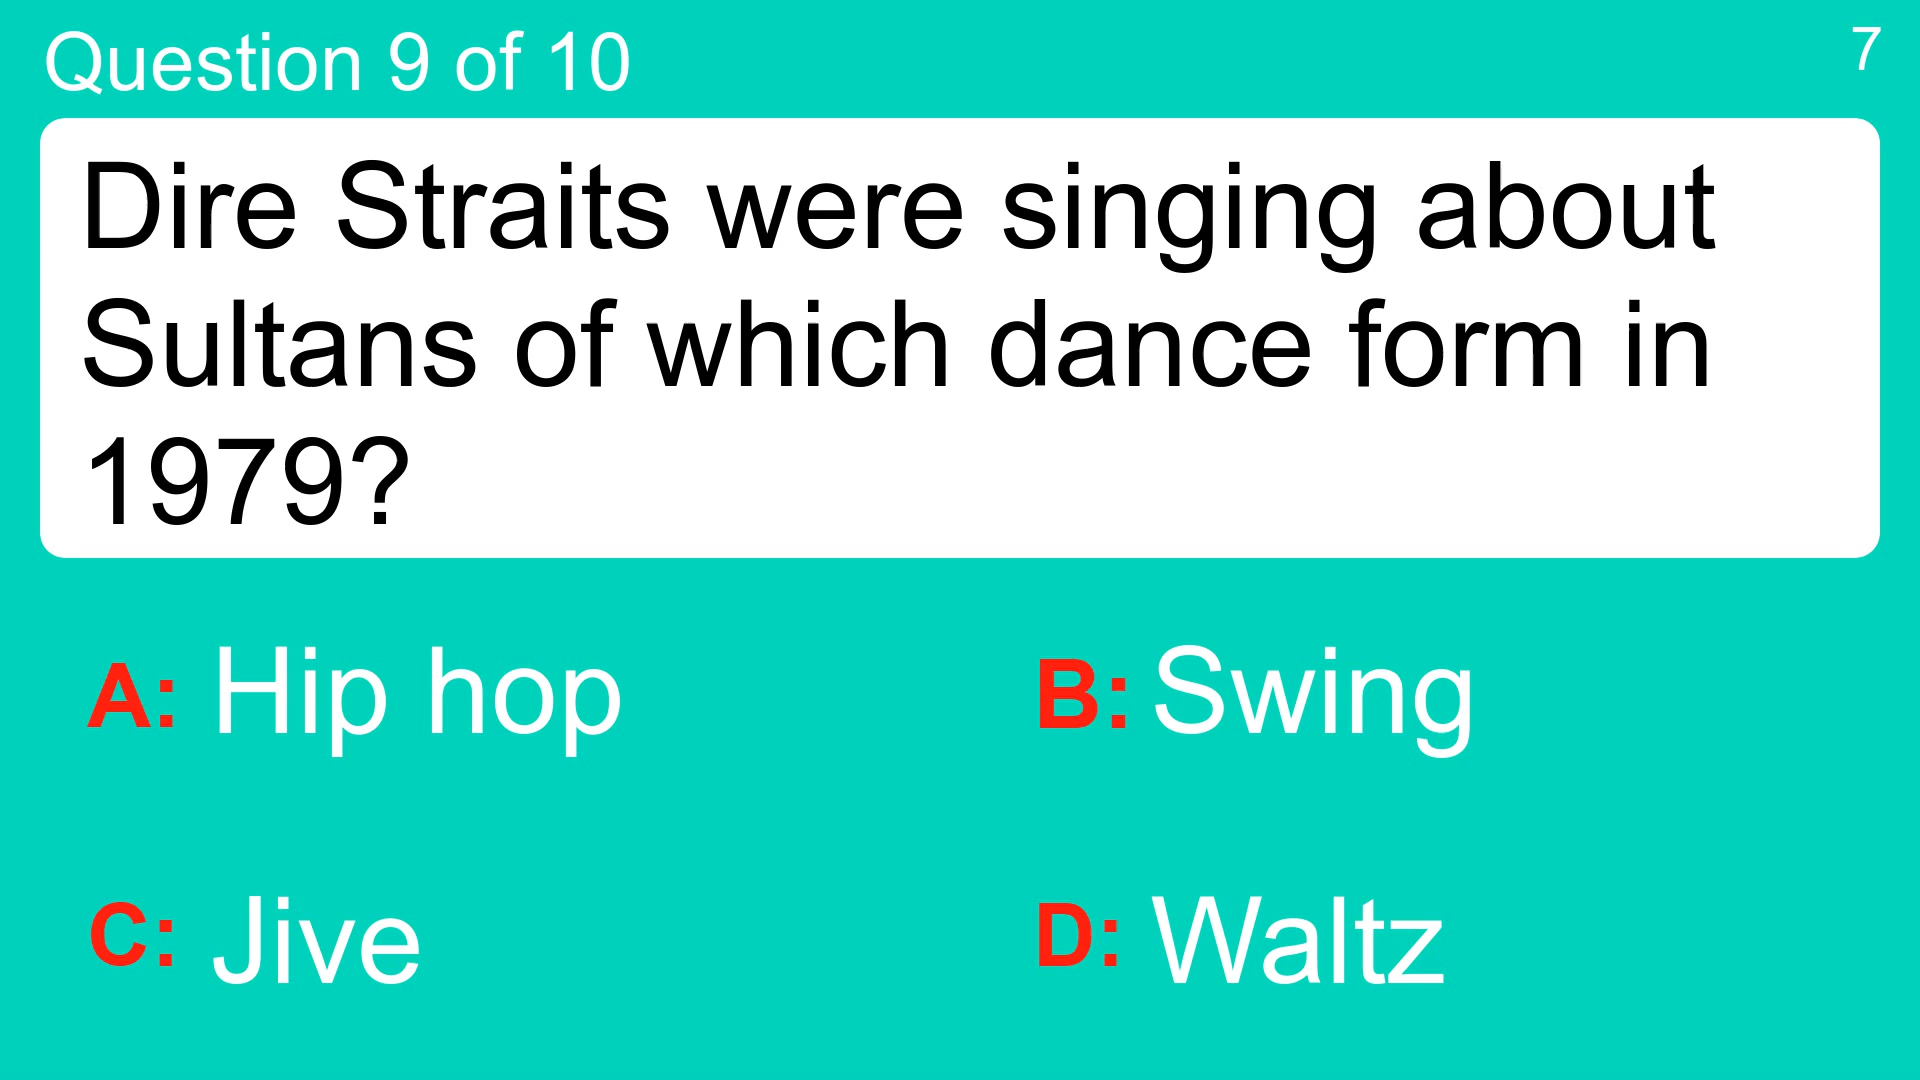 Question 9 of 10
7
Dire Straits were singing about
Sultans of which dance form in
1979?
A: Hip hop
B: Swing
C: Jive
D: Waltz